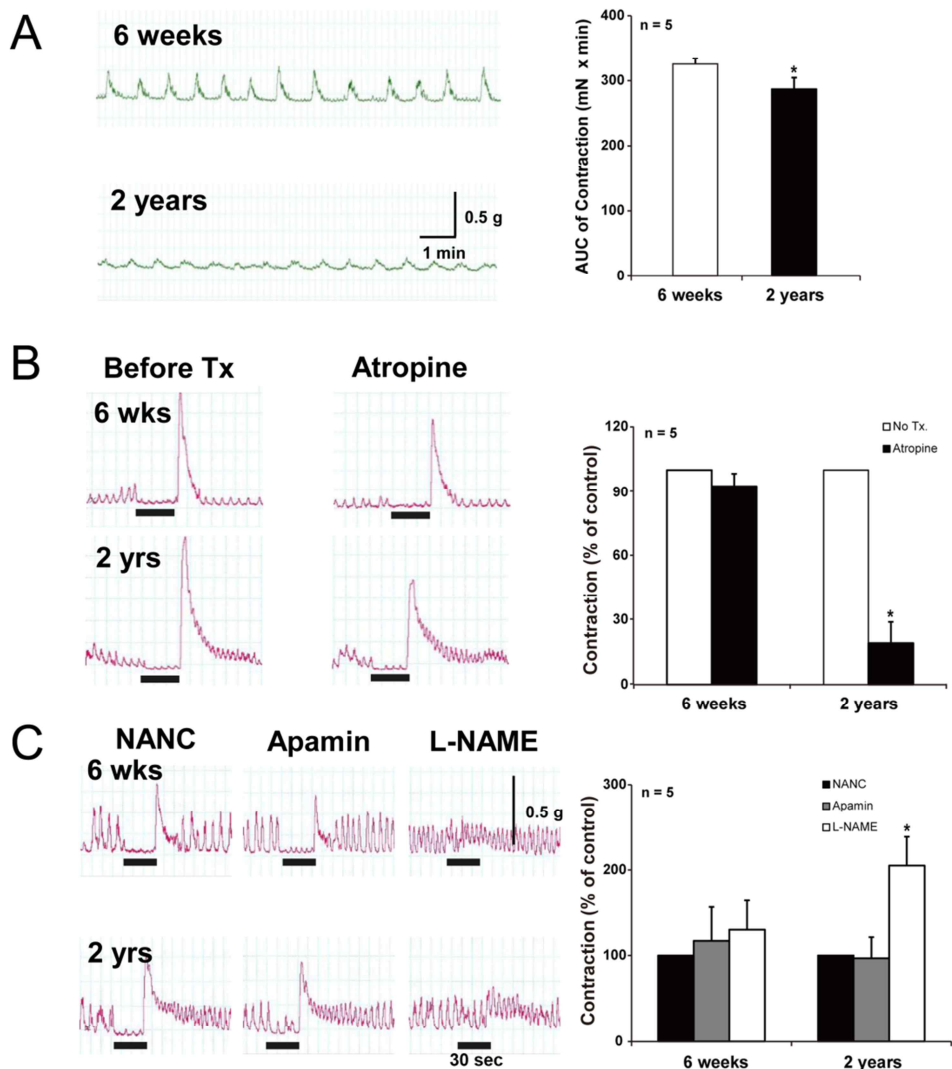 A
6 weeks
2 years
0.5 g
1 min
n = 5
AUC of Contraction (mN x min)
400
300
200
100
0
*
6 weeks
2 years
B
Before Tx
Atropine
6 wks
2 yrs
n = 5
No Tx.
Atropine
Contraction (% of control)
120
90
60
30
0
*
6 weeks
2 years
C
NANC
Apamin
L-NAME
6 wks
0.5 g
2 yrs
30 sec
n = 5
NANC
Apamin
L-NAME
Contraction (% of control)
300
200
100
0
*
6 weeks
2 years